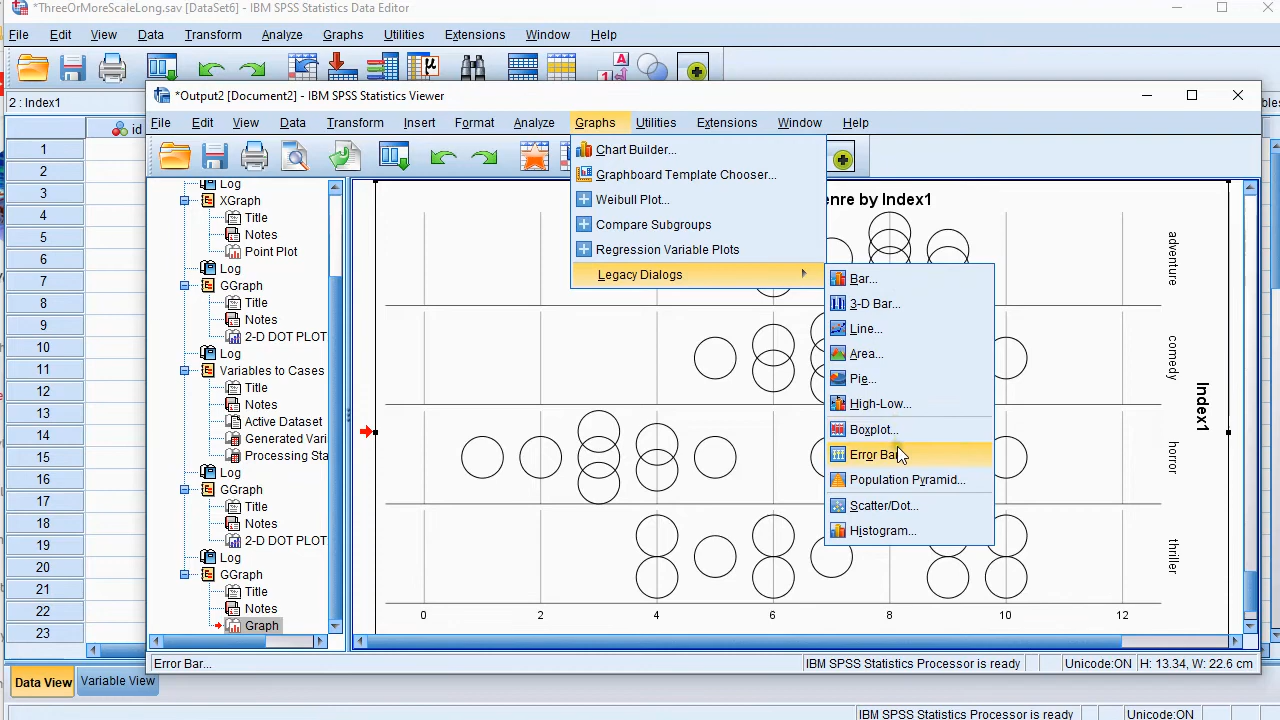 *ThreeOrMoreScaleLong.sav [DataSet6] - IBM SPSS Statistics Data Editor
File Edit View Data Transform Analyze Graphs Utilities Extensions Window Help
2 : Index1
id
1
2
3
4
5
6
7
8
9
10
11
12
13
14
15
16
17
18
19
20
21
22
23
Data View Variable View
IBM SPSS Statistics Processor is ready Unicode:ON
*Output2 [Document2] - IBM SPSS Statistics Viewer
File Edit View Data Transform Insert Format Analyze Graphs Utilities Extensions Window Help
Log
XGraph
Title
Notes
Point Plot
Log
GGraph
Title
Notes
2-D DOT PLOT
Log
Variables to Cases
Title
Notes
Active Dataset
Generated Vari
Processing Sta
Log
GGraph
Title
Notes
2-D DOT PLOT
Log
GGraph
Title
Notes
Graph
Chart Builder...
Graphboard Template Chooser...
Weibull Plot...
Compare Subgroups
Regression Variable Plots
Legacy Dialogs
Bar...
3-D Bar...
Line...
Area...
Pie...
High-Low...
Boxplot...
Error Bar
Population Pyramid...
Scatter/Dot...
Histogram...
enre by Index1
adventure
comedy
horror
thriller
Index1
0 2 4 6 8 10 12
Error Bar... IBM SPSS Statistics Processor is ready Unicode:ON H: 13.34, W: 22.6 cm